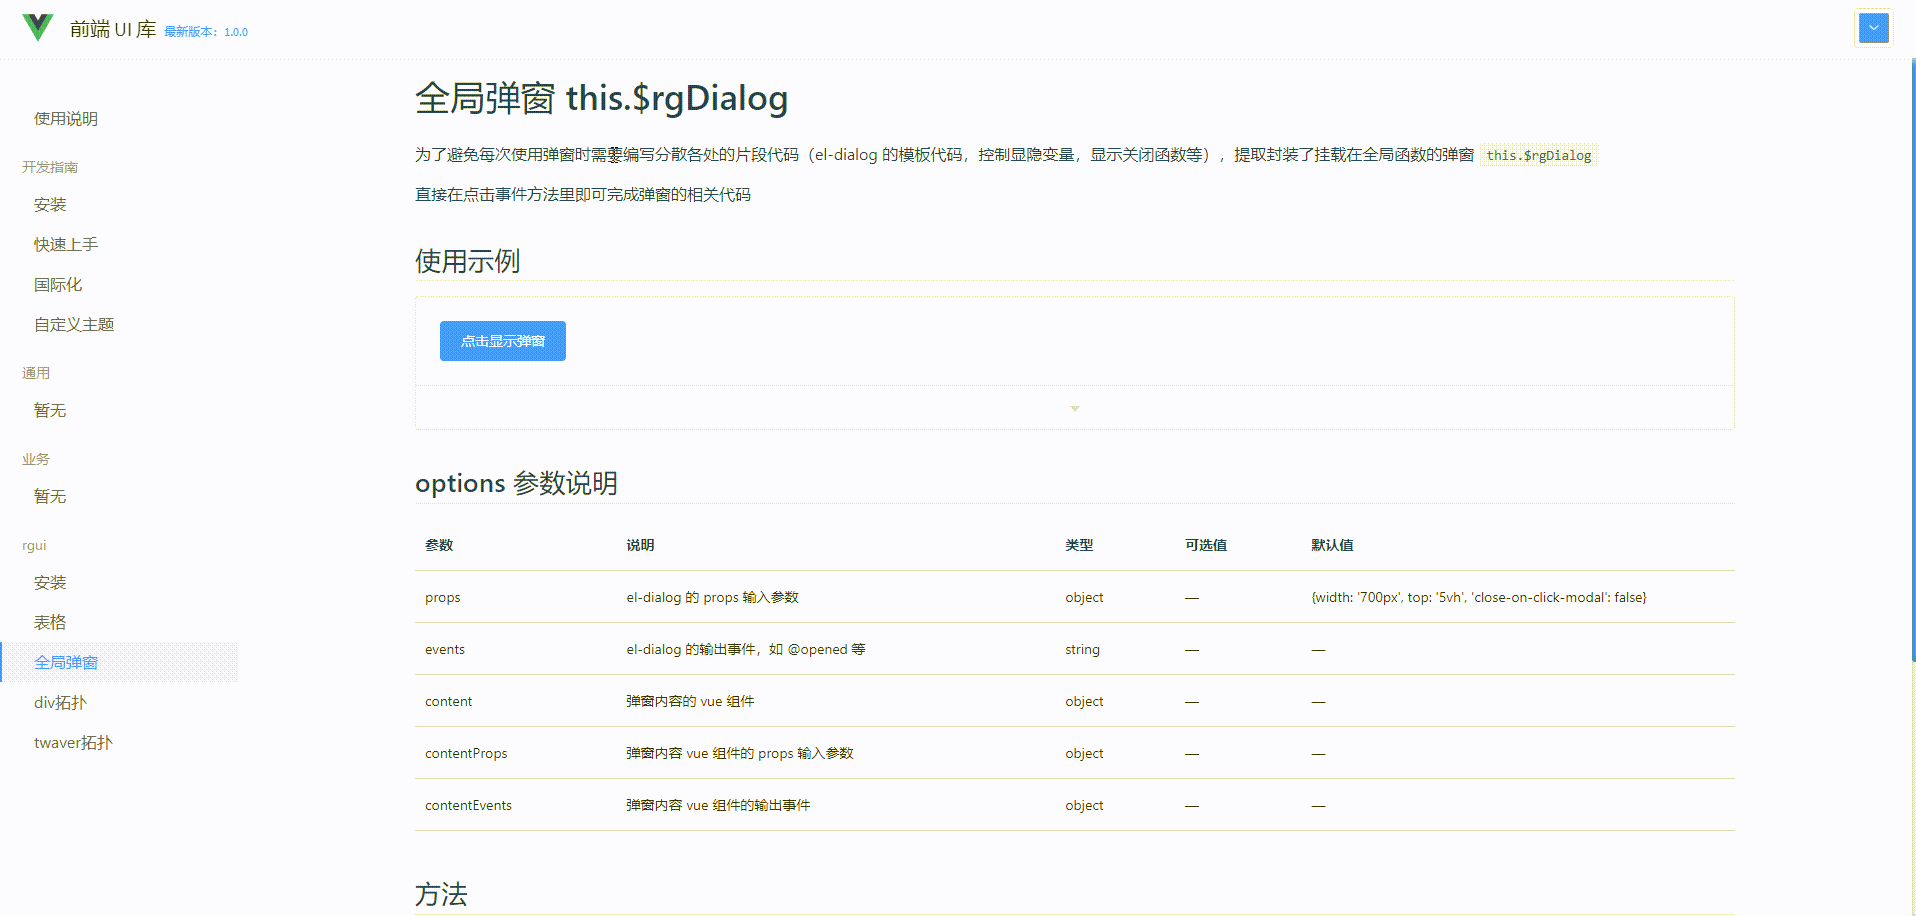 前端 UI 库 最新版本：1.0.0
使用说明
开发指南
安装
快速上手
国际化
自定义主题
通用
暂无
业务
暂无
rgui
安装
表格
全局弹窗
div拓扑
twaver拓扑
全局弹窗 this.$rgDialog
为了避免每次使用弹窗时需要编写分散各处的片段代码（el-dialog 的模板代码，控制显隐变量，显示关闭函数等），提取封装了挂载在全局函数的弹窗 this.$rgDialog
直接在点击事件方法里即可完成弹窗的相关代码
使用示例
点击显示弹窗
options 参数说明
参数 说明 类型 可选值 默认值
props el-dialog 的 props 输入参数 object — {width: '700px', top: '5vh', 'close-on-click-modal': false}
events el-dialog 的输出事件，如 @opened 等 string — —
content 弹窗内容的 vue 组件 object — —
contentProps 弹窗内容 vue 组件的 props 输入参数 object — —
contentEvents 弹窗内容 vue 组件的输出事件 object — —
方法